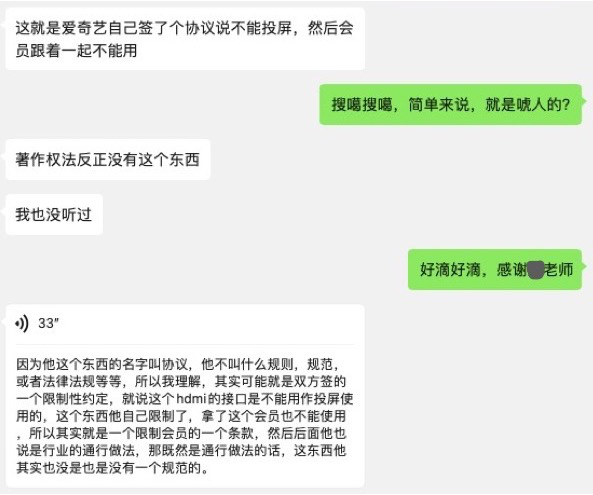 这就是爱奇艺自己签了个协议说不能投屏，然后会
员跟着一起不能用
搜噶搜噶，简单来说，就是唬人的？
著作权法反正没有这个东西
我也没听过
好滴好滴，感谢老师
33"
因为他这个东西的名字叫协议，他不叫什么规则，规范，
或者法律法规等等，所以我理解，其实可能就是双方签的
一个限制性约定，就说这个hdmi的接口是不能用作投屏使
用的，这个东西他自己限制了，拿了这个会员也不能使用
，所以其实就是一个限制会员的一个条款，然后后面他也
说是行业的通行做法，那既然是通行做法的话，这东西他
其实也没是也是没有一个规范的。